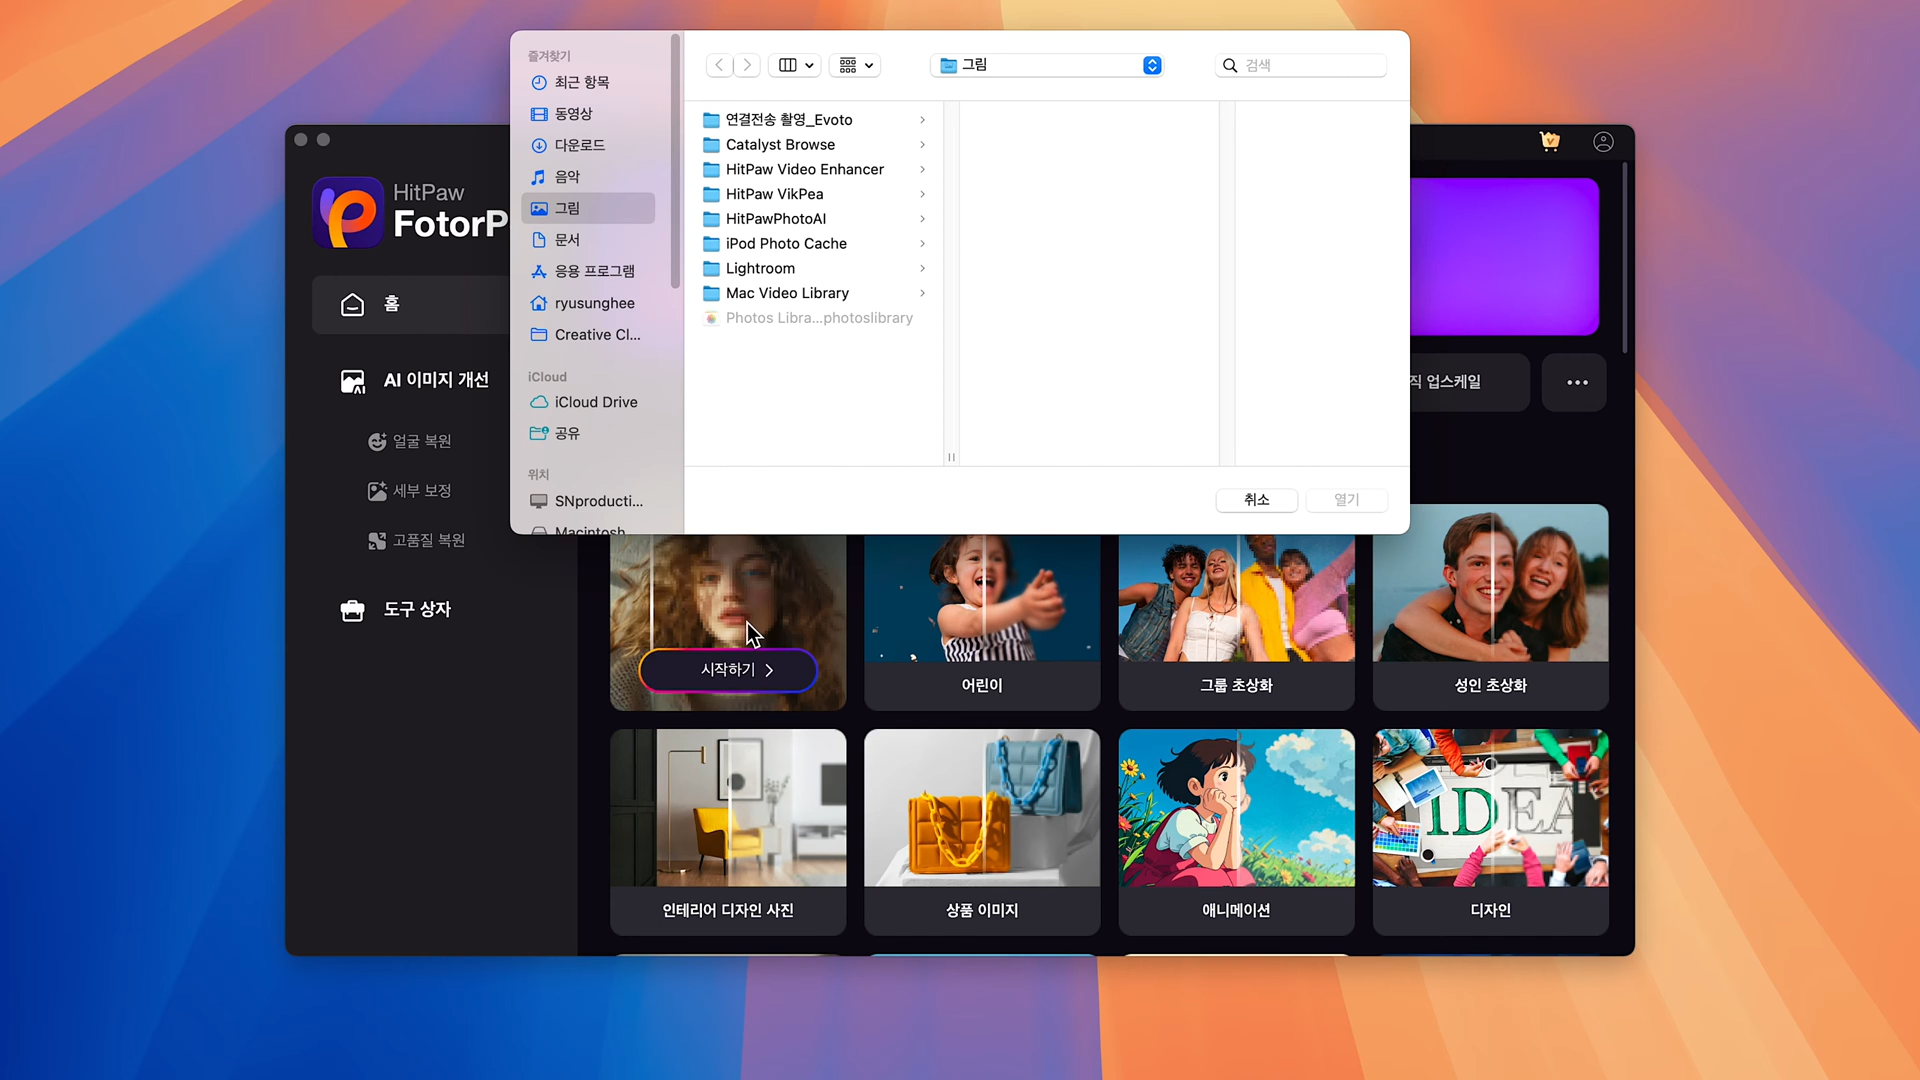 즐겨찾기
최근 항목
동영상
다운로드
음악
그림
문서
응용 프로그램
ryusunghee
Creative Cl...
iCloud
iCloud Drive
공유
위치
SNproducti...
Macintosh
그림
검색
연결전송 촬영_Evoto
Catalyst Browse
HitPaw Video Enhancer
HitPaw VikPea
HitPawPhotoAI
iPod Photo Cache
Lightroom
Mac Video Library
Photos Libra...photoslibrary
취소
열기
HitPaw
FotorP
홈
AI 이미지 개선
얼굴 복원
세부 보정
고품질 복원
도구 상자
직 업스케일
시작하기
어린이
그룹 초상화
성인 초상화
IDEA
인테리어 디자인 사진
상품 이미지
애니메이션
디자인